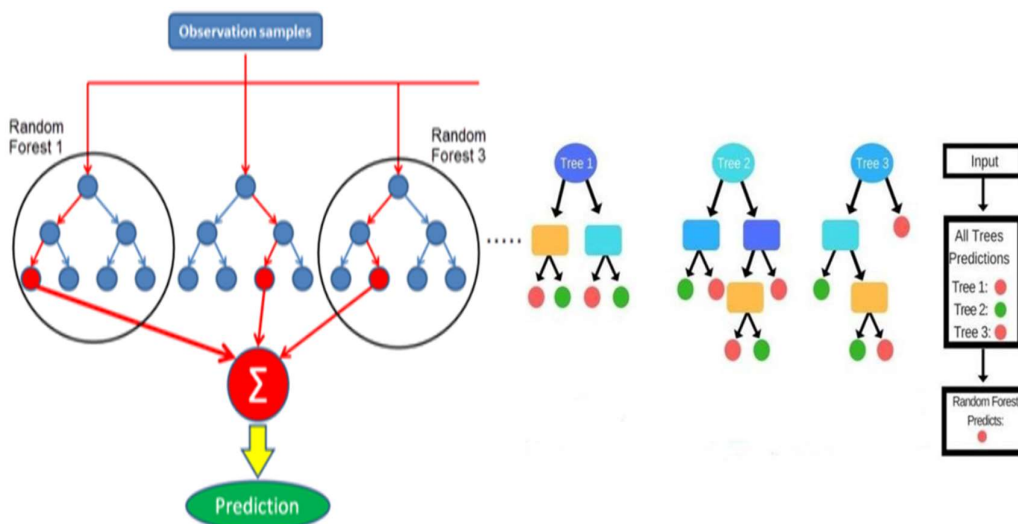 Observation samples
Random
Forest 1
Random
Forest 3
Σ
Prediction
.....
Tree 1
Tree 2
Tree 3
Input
All Trees
Predictions
Tree 1:
Tree 2:
Tree 3:
Random Forest
Predicts: